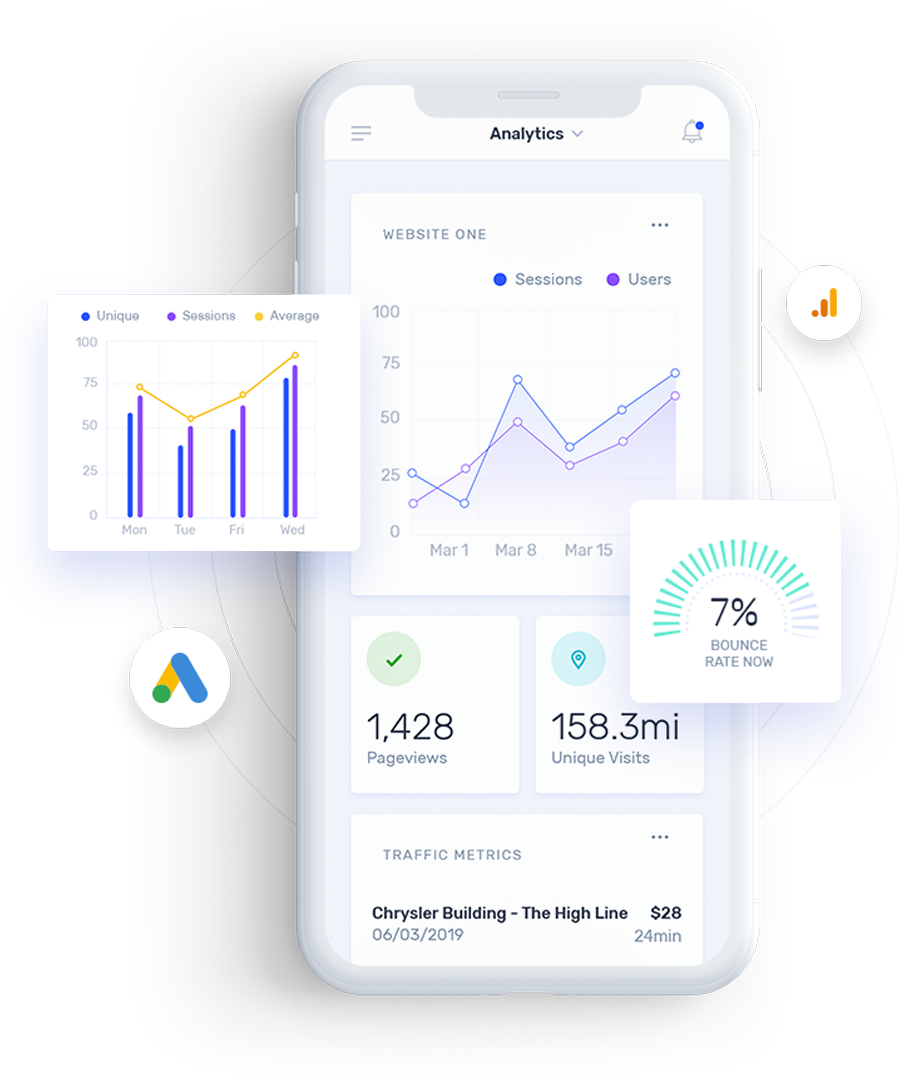 Analytics
WEBSITE ONE
Sessions Users
100
75
50
25
0
Mar 1 Mar 8 Mar 15
Unique Sessions Average
100
75
50
25
0
Mon Tue Fri Wed
7%
BOUNCE
RATE NOW
1,428
Pageviews
158.3mi
Unique Visits
TRAFFIC METRICS
Chrysler Building - The High Line $28
06/03/2019 24min